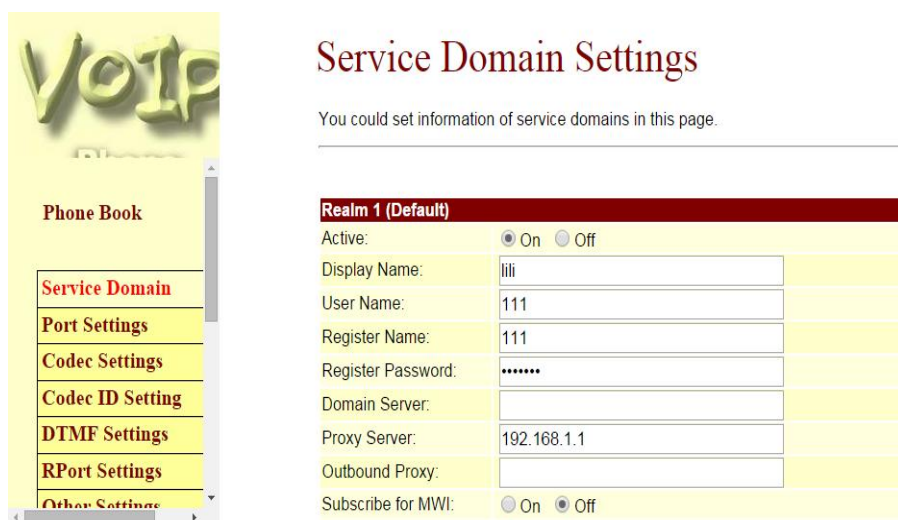 VOIP
Phone
Phone Book
Service Domain
Port Settings
Codec Settings
Codec ID Setting
DTMF Settings
RPort Settings
Other Settings
Service Domain Settings
You could set information of service domains in this page.
Realm 1 (Default)
Active: On Off
Display Name: lili
User Name: 111
Register Name: 111
Register Password: •••••••
Domain Server:
Proxy Server: 192.168.1.1
Outbound Proxy:
Subscribe for MWI: On Off